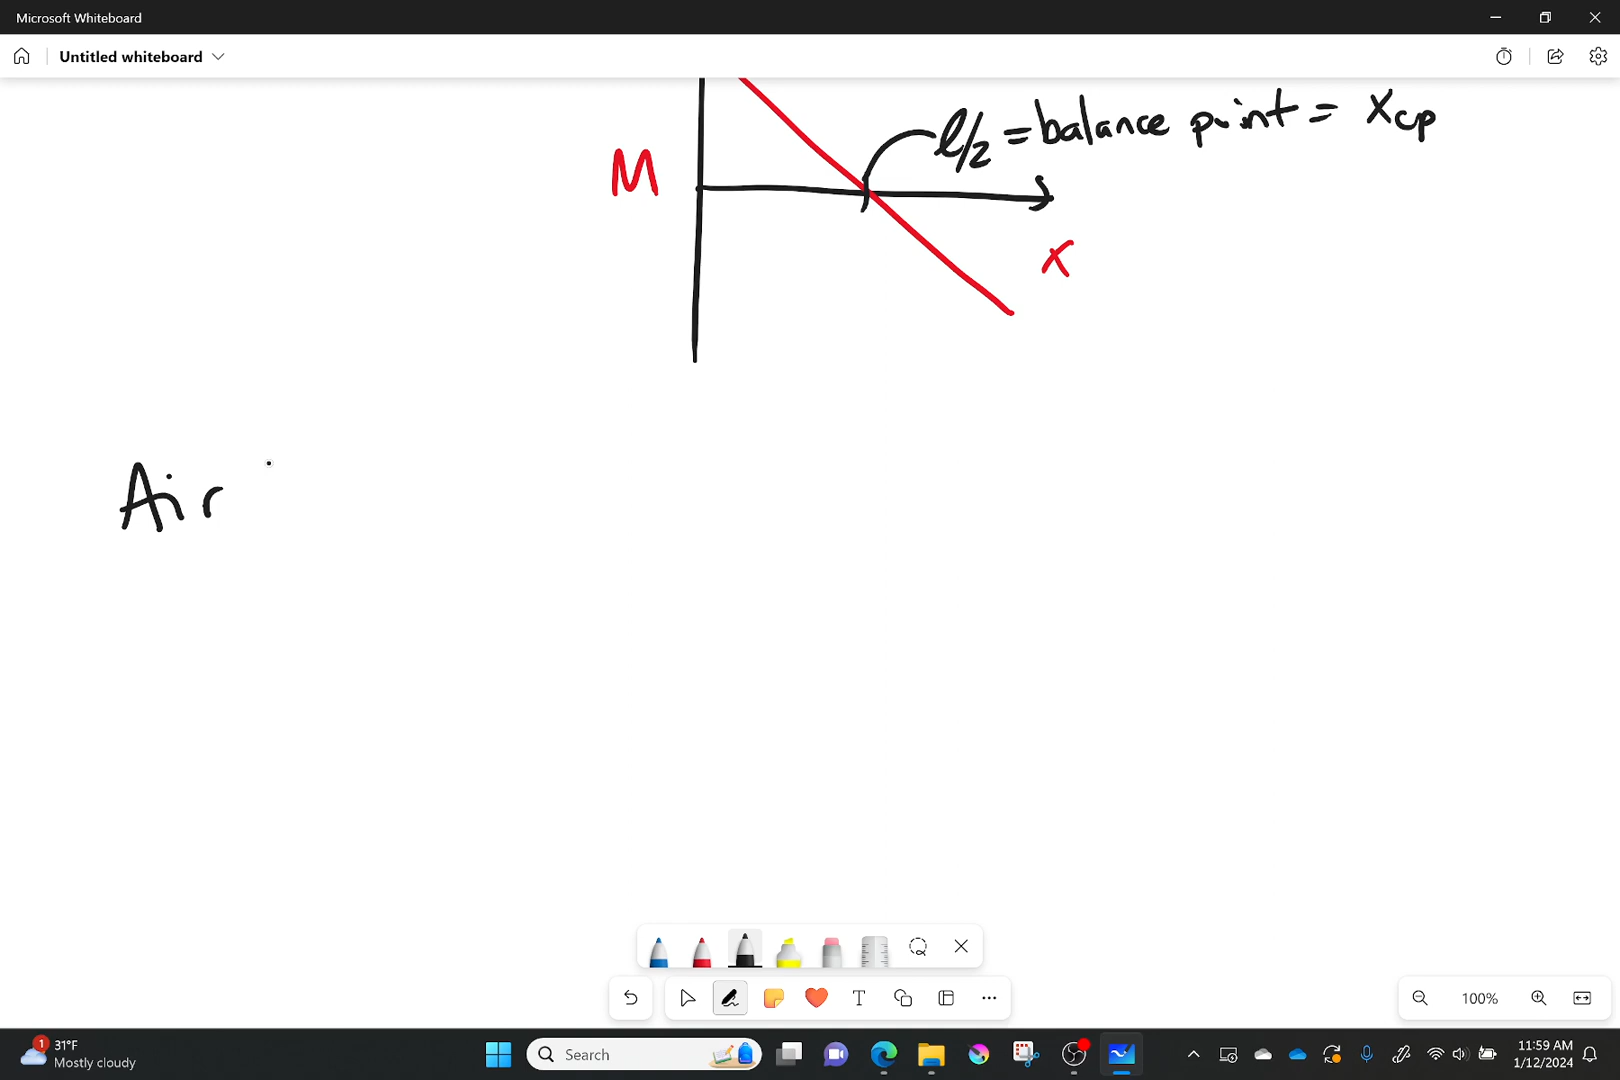 Microsoft Whiteboard
Untitled whiteboard
M
l/2 = balance point = xcp
x
Air
100%
1
31°F
Mostly cloudy
Search
11:59 AM
1/12/2024